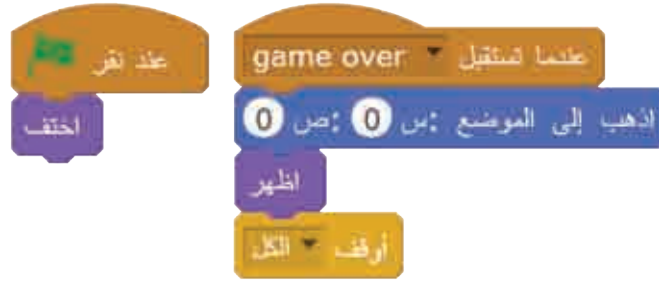 عندما تستقبل game over
اذهب إلى الموضع :س 0 :ص 0
اظهر
أوقف الكل
عند نقر
اختف